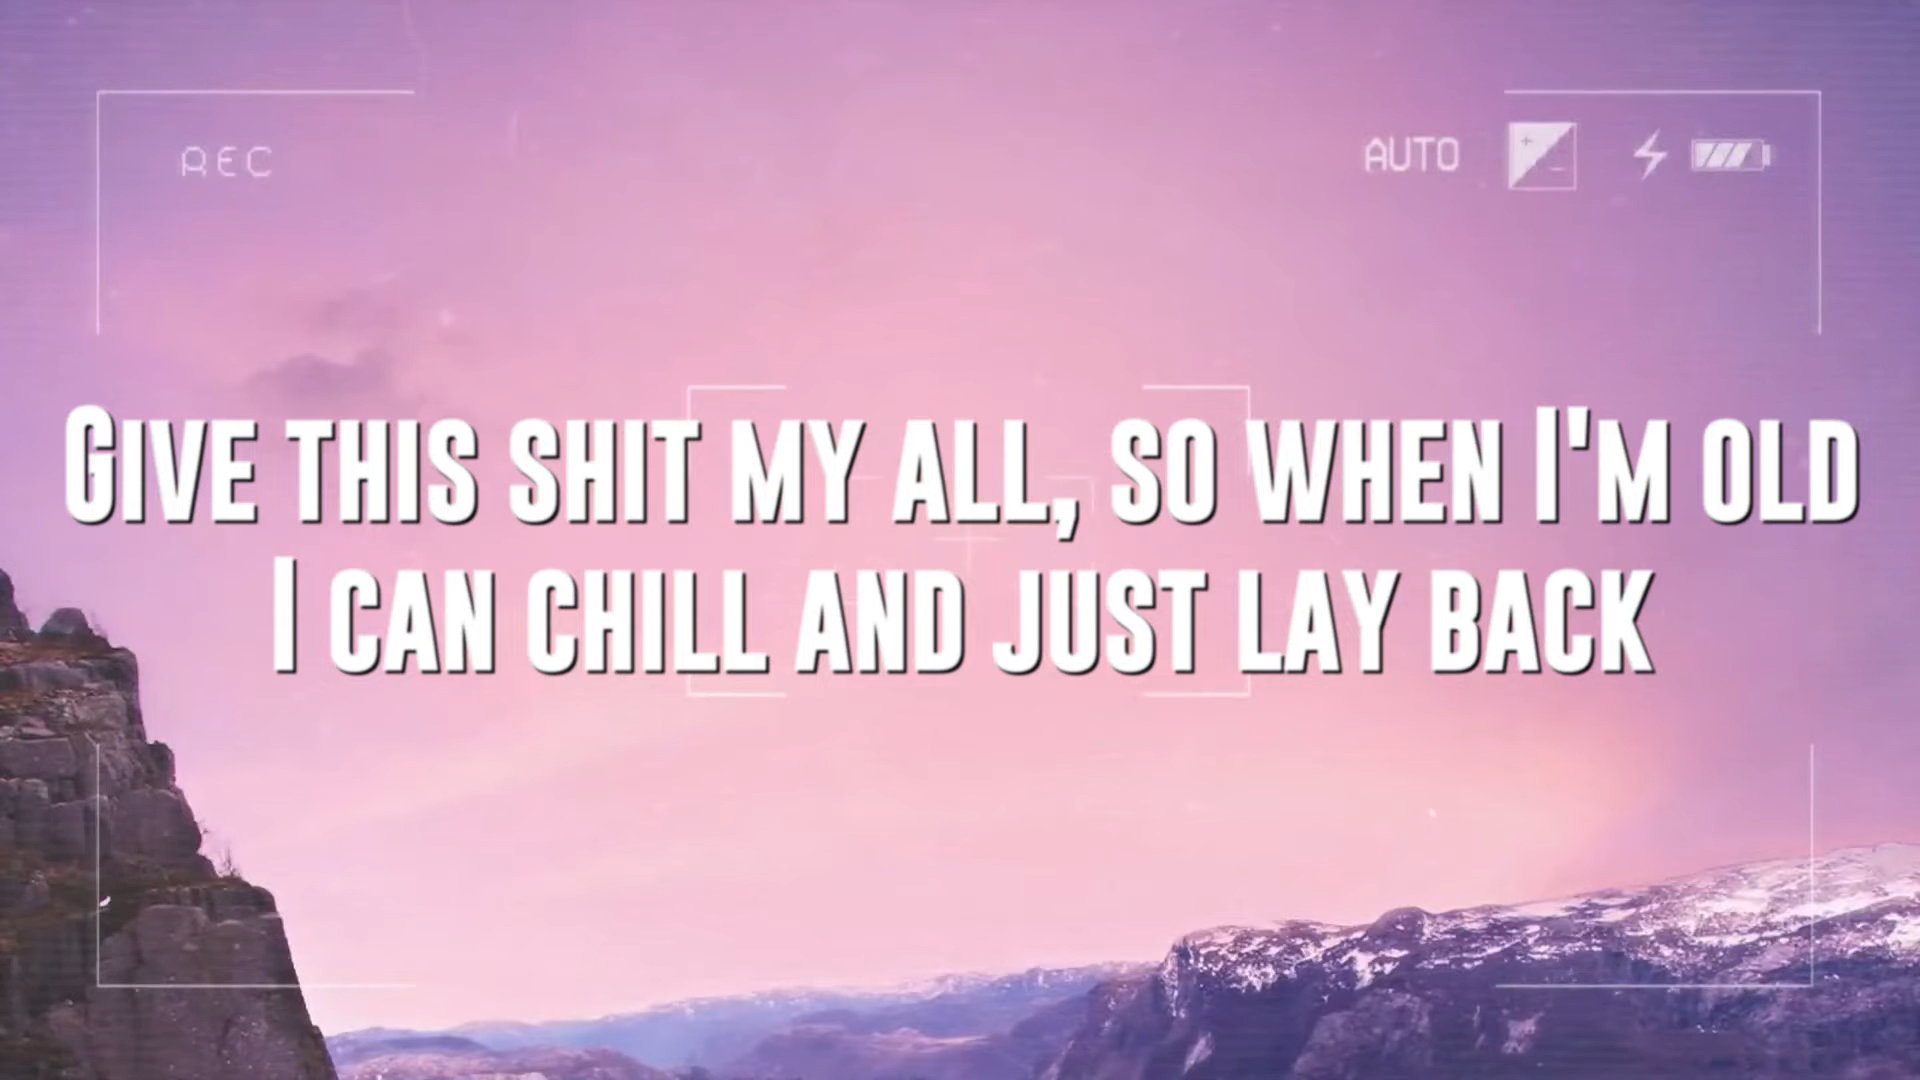 REC
AUTO
Give this shit my all, so when I'm old
I can chill and just lay back